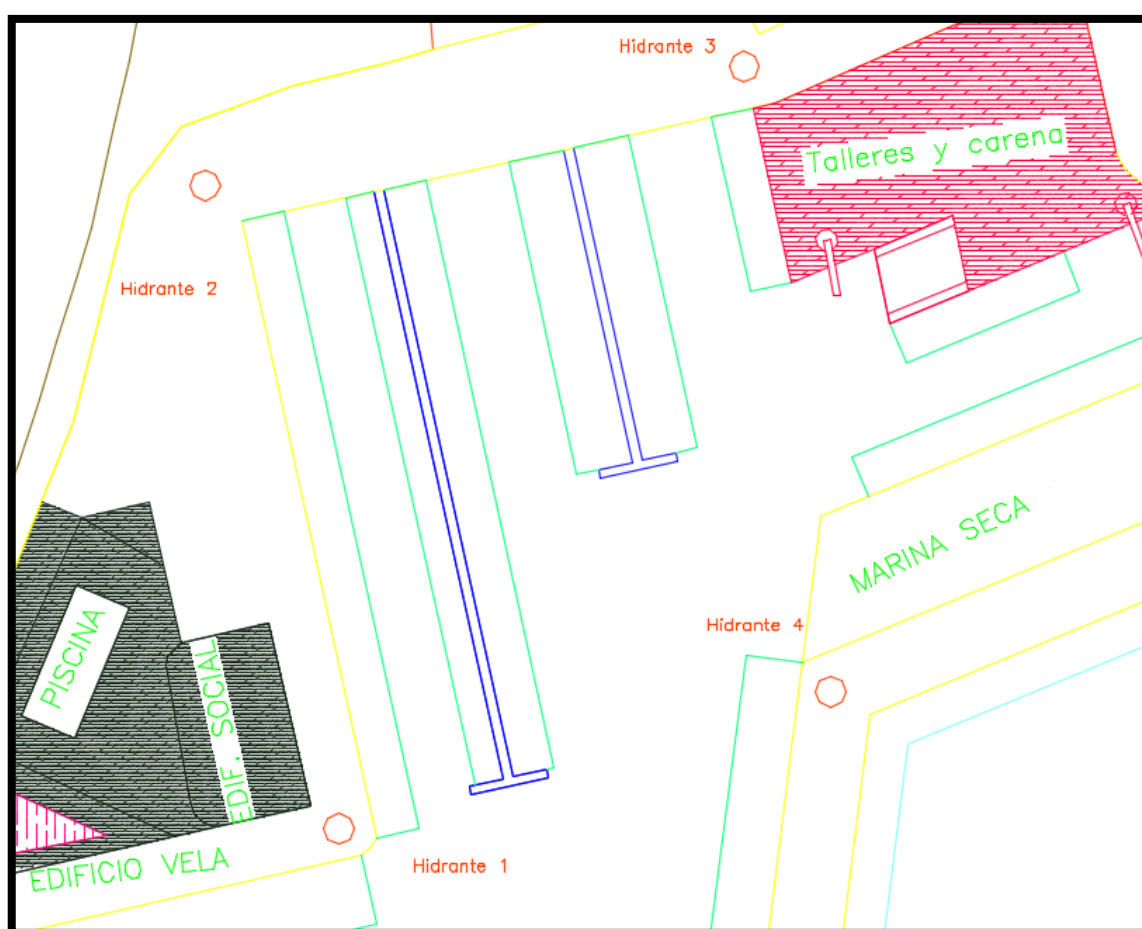 Hidrante 3
Talleres y carena
Hidrante 2
MARINA SECA
Hidrante 4
PISCINA
EDIF. SOCIAL
EDIFICIO VELA
Hidrante 1